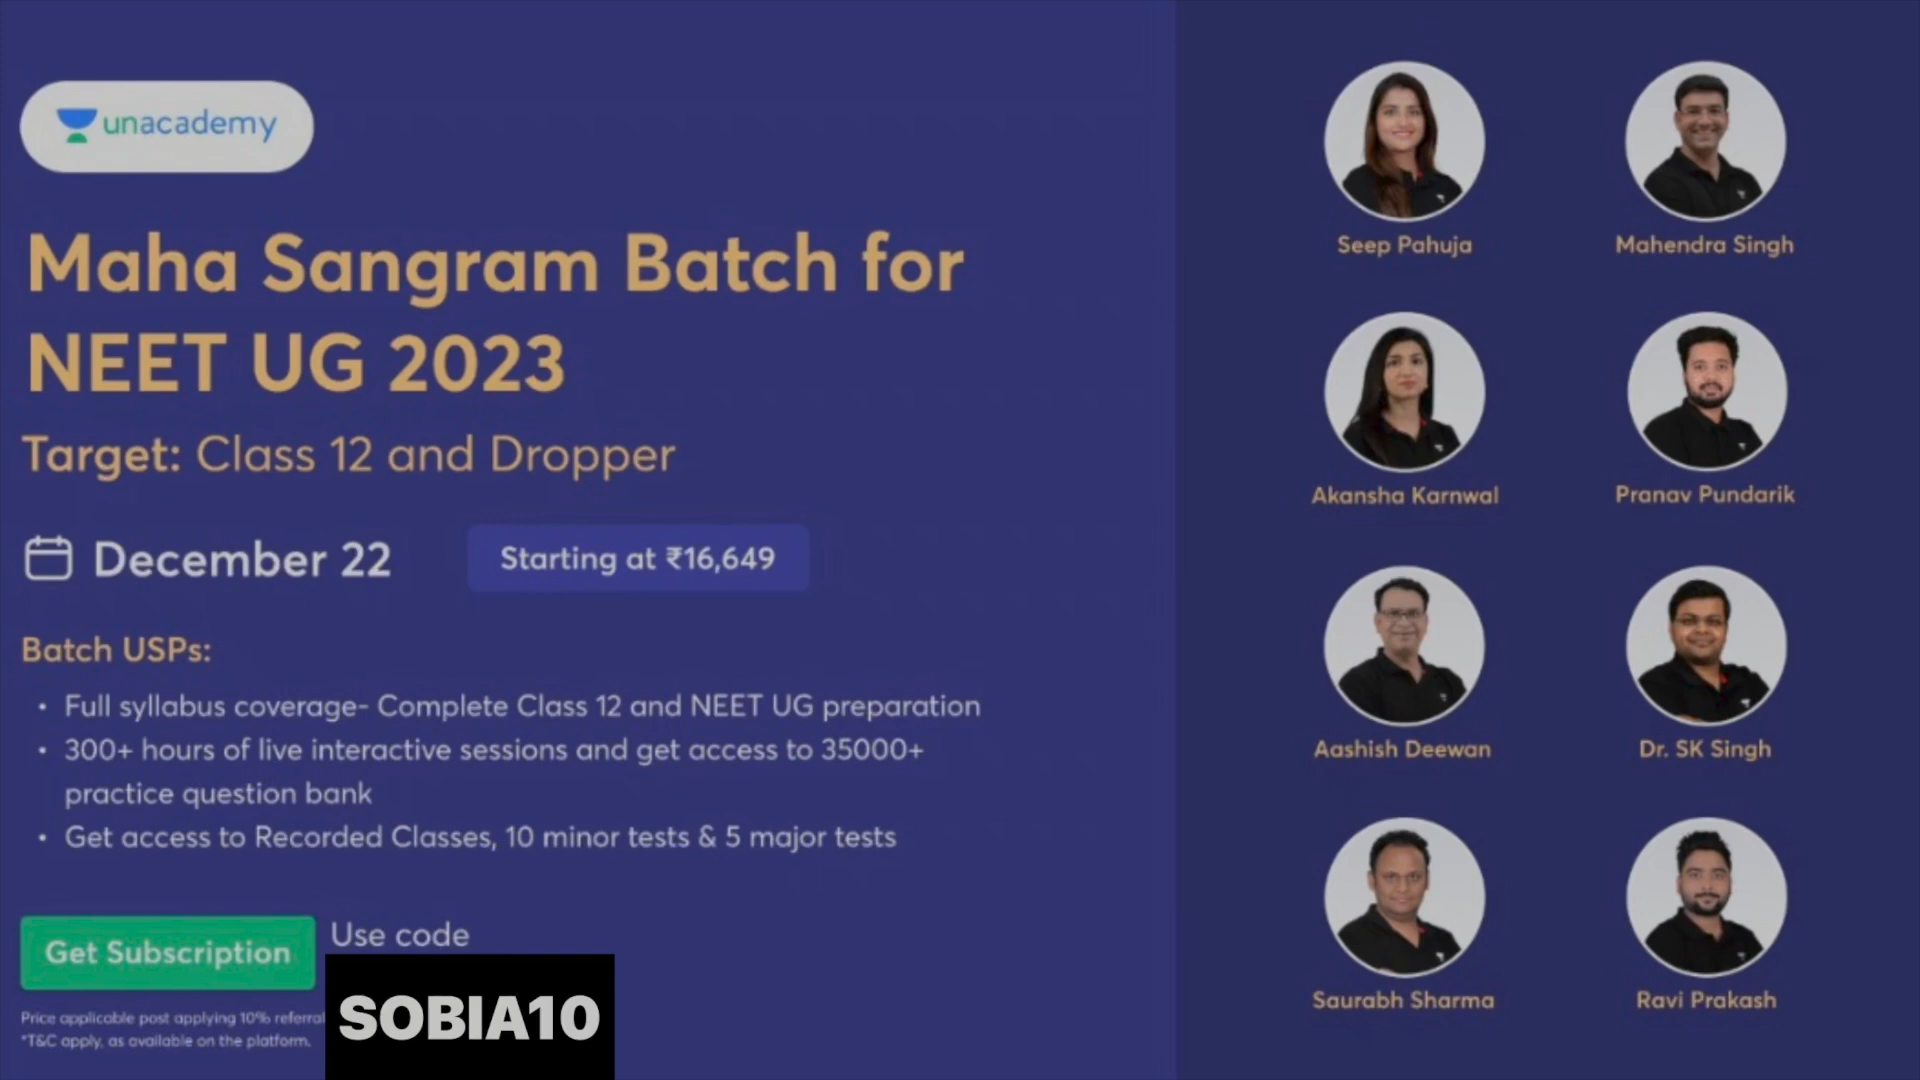 unacademy
Maha Sangram Batch for
NEET UG 2023
Target: Class 12 and Dropper
December 22
Starting at ₹16,649
Batch USPs:
• Full syllabus coverage- Complete Class 12 and NEET UG preparation
• 300+ hours of live interactive sessions and get access to 35000+
practice question bank
• Get access to Recorded Classes, 10 minor tests & 5 major tests
Get Subscription
Use code
SOBIA10
Price applicable post applying 10% referral
*T&C apply, as available on the platform.
Seep Pahuja
Mahendra Singh
Akansha Karnwal
Pranav Pundarik
Aashish Deewan
Dr. SK Singh
Saurabh Sharma
Ravi Prakash